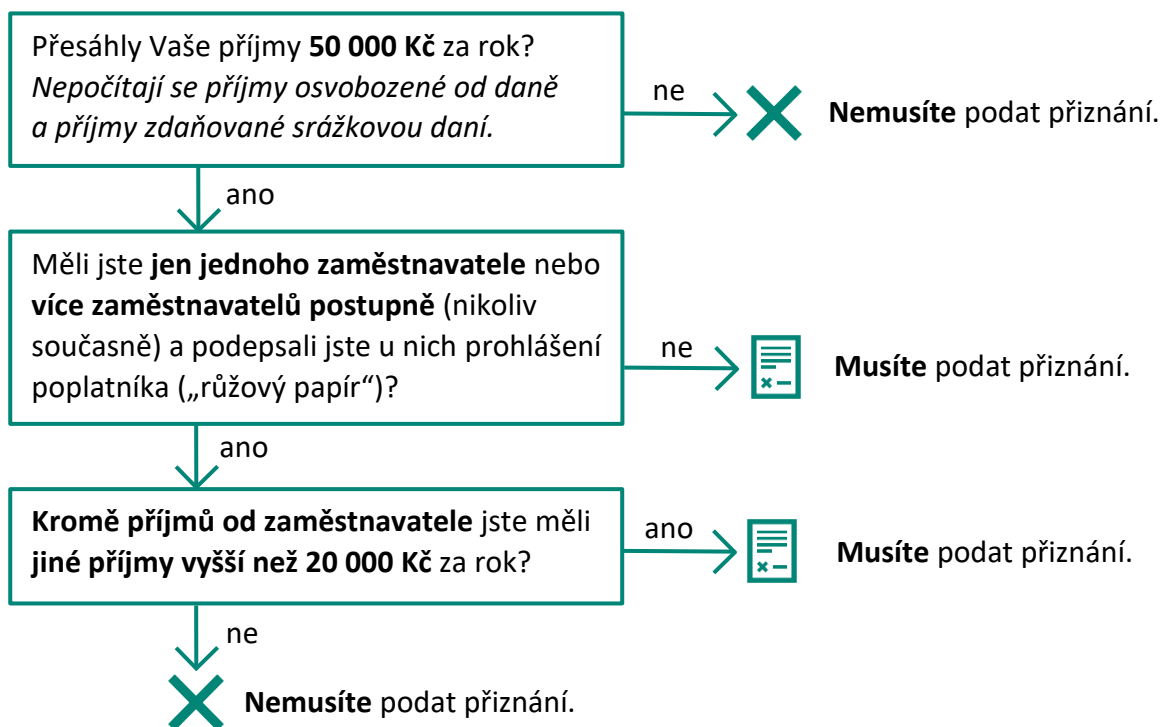 Přesáhly Vaše příjmy 50 000 Kč za rok?
Nepočítají se příjmy osvobozené od daně
a příjmy zdaňované srážkovou daní.
ne
Nemusíte podat přiznání.
ano
Měli jste jen jednoho zaměstnavatele nebo
více zaměstnavatelů postupně (nikoliv
současně) a podepsali jste u nich prohlášení
poplatníka („růžový papír“)?
ne
Musíte podat přiznání.
ano
Kromě příjmů od zaměstnavatele jste měli
jiné příjmy vyšší než 20 000 Kč za rok?
ano
Musíte podat přiznání.
ne
Nemusíte podat přiznání.